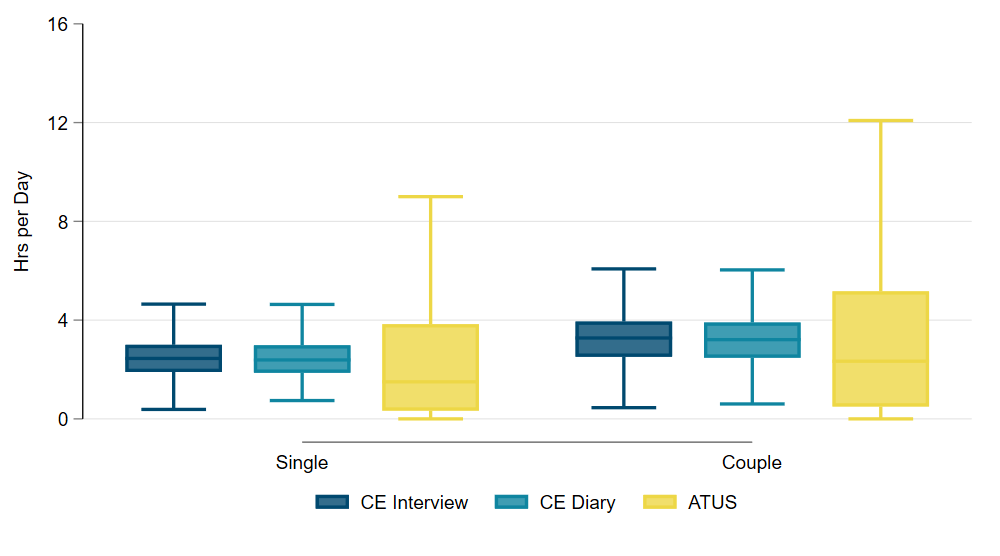 16
12
8
4
0
Hrs per Day
Single
Couple
CE Interview
CE Diary
ATUS